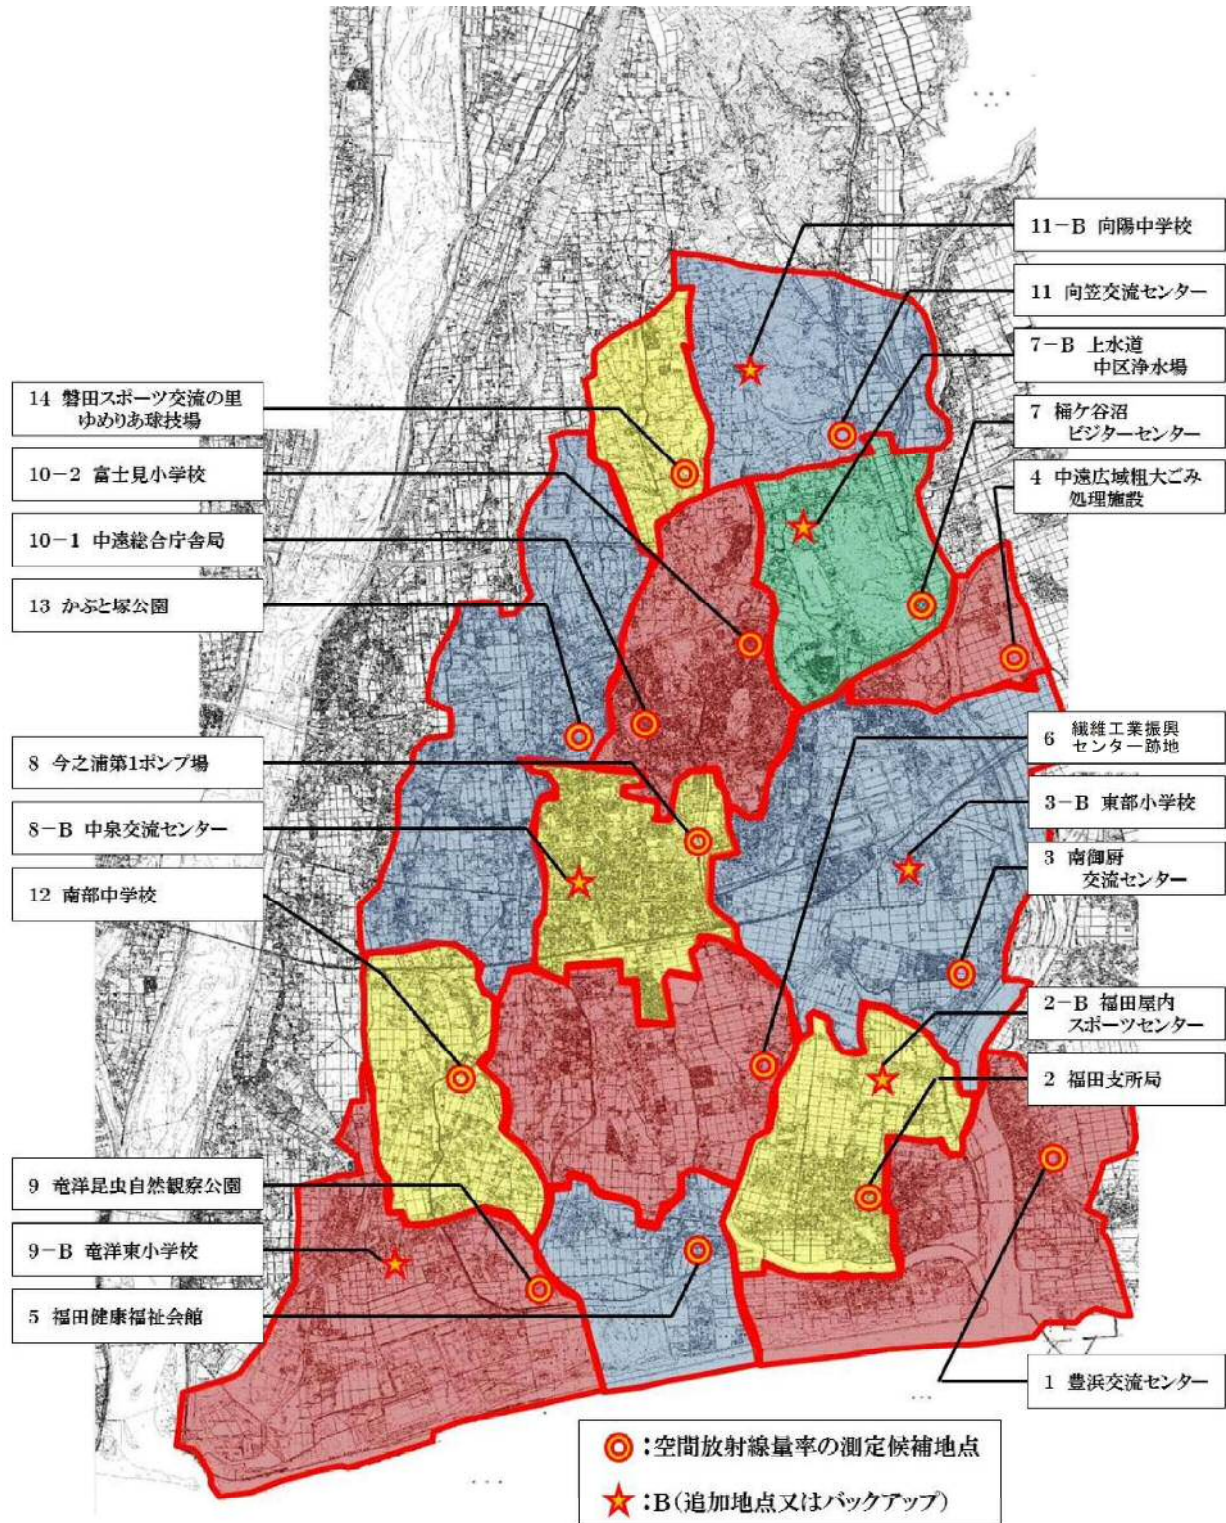 11-B 向陽中学校
11 向笠交流センター
7-B 上水道
中区浄水場
7 桶ケ谷沼
ビジターセンター
4 中遠広域粗大ごみ
処理施設
14 磐田スポーツ交流の里
ゆめりあ球技場
10-2 富士見小学校
10-1 中遠総合庁舎局
13 かぶと塚公園
8 今之浦第1ポンプ場
8-B 中泉交流センター
12 南部中学校
6 繊維工業振興
センター跡地
3-B 東部小学校
3 南御厨
交流センター
2-B 福田屋内
スポーツセンター
2 福田支所局
9 竜洋昆虫自然観察公園
9-B 竜洋東小学校
5 福田健康福祉会館
1 豊浜交流センター
:空間放射線量率の測定候補地点
:B(追加地点又はバックアップ)